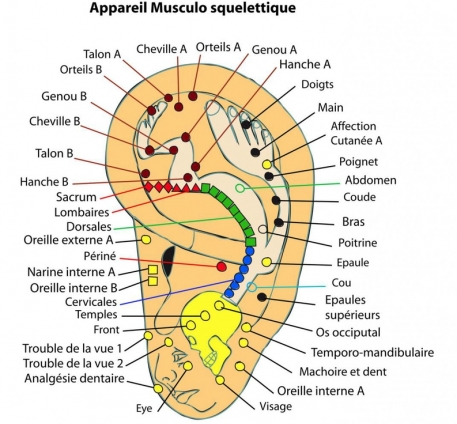 Appareil Musculo squelettique
Talon A
Cheville A
Orteils A
Genou A
Hanche A
Orteils B
Doigts
Genou B
Main
Cheville B
Affection
Cutanée A
Talon B
Poignet
Hanche B
Abdomen
Sacrum
Coude
Lombaires
Dorsales
Bras
Oreille externe A
Poitrine
Périné
Epaule
Narine interne A
Oreille interne B
Cou
Cervicales
Epaules
supérieurs
Temples
Front
Os occiputal
Trouble de la vue 1
Temporo-mandibulaire
Trouble de la vue 2
Machoire et dent
Analgésie dentaire
Oreille interne A
Eye
Visage